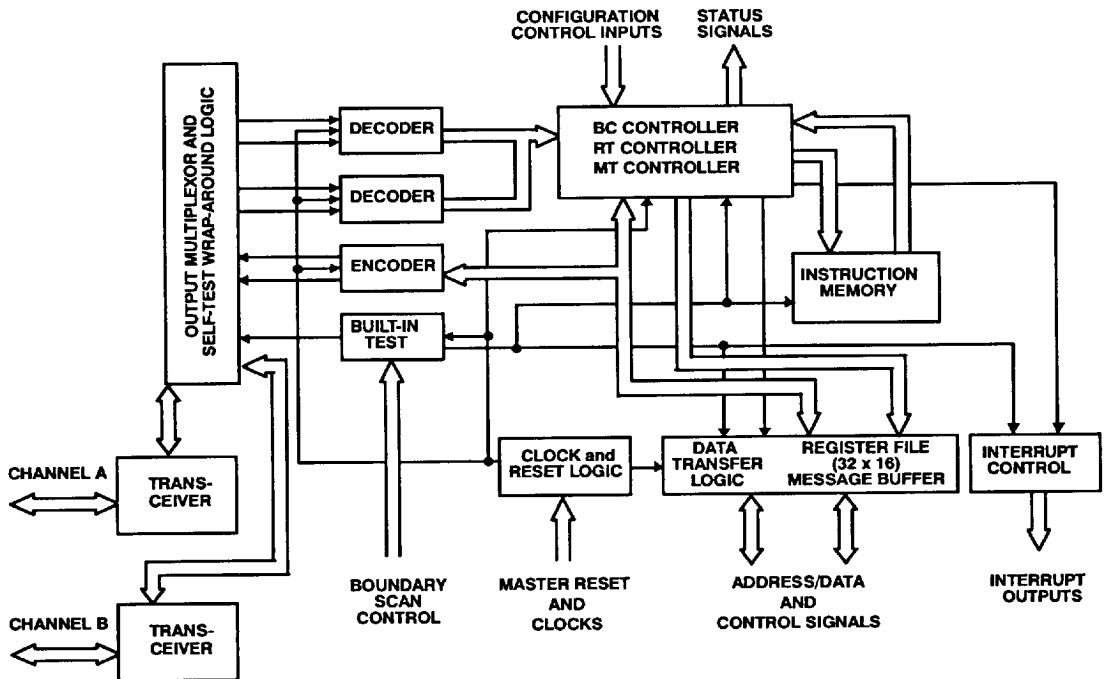 CONFIGURATION
CONTROL INPUTS
STATUS
SIGNALS
OUTPUT MULTIPLEXOR AND
SELF-TEST WRAP-AROUND LOGIC
DECODER
BC CONTROLLER
RT CONTROLLER
MT CONTROLLER
DECODER
ENCODER
INSTRUCTION
MEMORY
BUILT-IN
TEST
CLOCK and
RESET LOGIC
DATA
TRANSFER
LOGIC
REGISTER FILE
(32 x 16)
MESSAGE BUFFER
INTERRUPT
CONTROL
CHANNEL A
TRANS-
CEIVER
BOUNDARY
SCAN
CONTROL
MASTER RESET
AND
CLOCKS
ADDRESS/DATA
AND
CONTROL SIGNALS
INTERRUPT
OUTPUTS
CHANNEL B
TRANS-
CEIVER